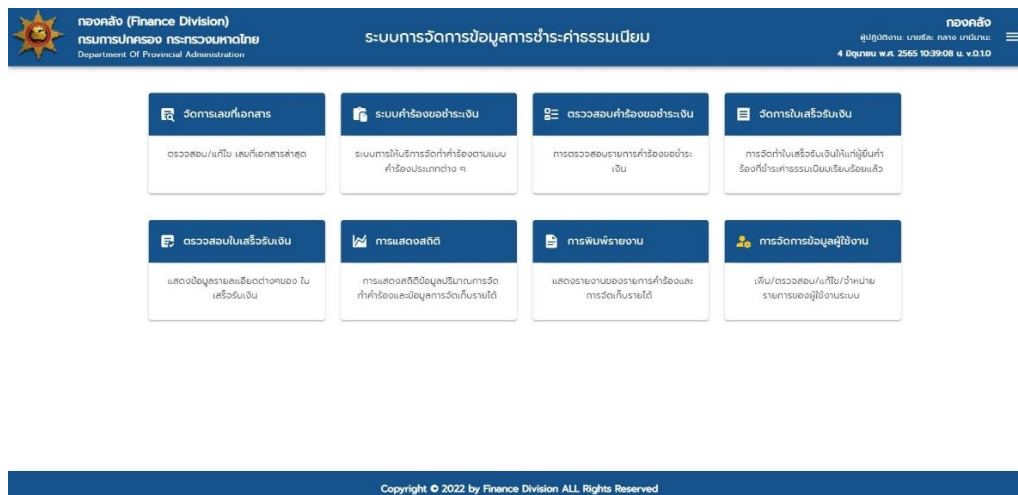 กองคลัง (Finance Division)
กรมการปกครอง กระทรวงมหาดไทย
Department Of Provincial Administration
ระบบการจัดการข้อมูลการชำระค่าธรรมเนียม
กองคลัง
ผู้ปฏิบัติงาน: นายธีละ กลาง มานีมานะ
4 มิถุนายน พ.ศ. 2565 10:39:08 น. v.0.1.0
จัดการเลขที่เอกสาร
ตรวจสอบ/แก้ไข เลขที่เอกสารล่าสุด
ระบบคำร้องขอชำระเงิน
ระบบการให้บริการจัดทำคำร้องตามแบบ
คำร้องประเภทต่าง ๆ
ตรวจสอบคำร้องขอชำระเงิน
การตรวจสอบรายการคำร้องขอชำระ
เงิน
จัดการใบเสร็จรับเงิน
การจัดทำใบเสร็จรับเงินให้แก่ผู้ยื่นคำ
ร้องที่ชำระค่าธรรมเนียมเรียบร้อยแล้ว
ตรวจสอบใบเสร็จรับเงิน
แสดงข้อมูลรายละเอียดต่างๆของ ใบ
เสร็จรับเงิน
การแสดงสถิติ
การแสดงสถิติข้อมูลปริมาณการจัด
ทำคำร้องและข้อมูลการจัดเก็บรายได้
การพิมพ์รายงาน
แสดงรายงานของรายการคำร้องและ
การจัดเก็บรายได้
การจัดการข้อมูลผู้ใช้งาน
เพิ่ม/ตรวจสอบ/แก้ไข/จำหน่าย
รายการของผู้ใช้งานระบบ
Copyright © 2022 by Finance Division ALL Rights Reserved